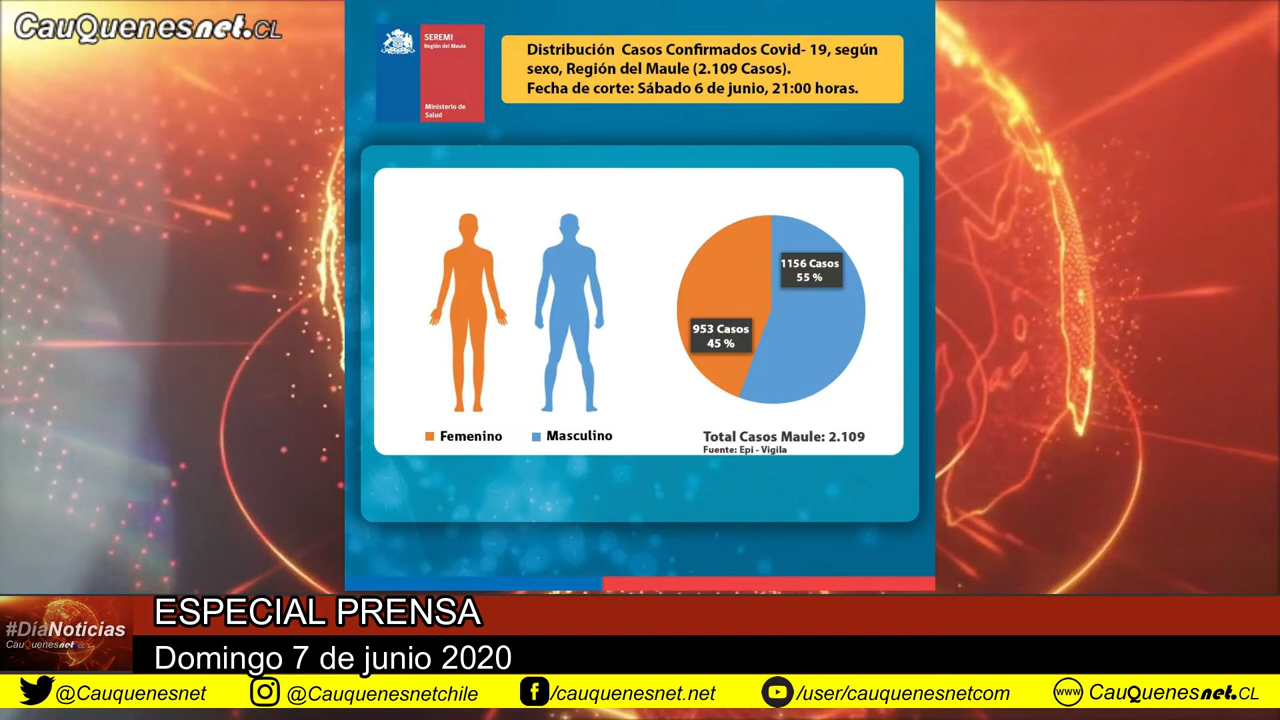 CauQuenesnet.CL
SEREMI
Región del Maule
Ministerio de
Salud
Distribución Casos Confirmados Covid- 19, según
sexo, Región del Maule (2.109 Casos).
Fecha de corte: Sábado 6 de junio, 21:00 horas.
1156 Casos
55 %
953 Casos
45 %
Femenino
Masculino
Total Casos Maule: 2.109
Fuente: Epi - Vigila
#DíaNoticias
CauQuenesnet.CL
ESPECIAL PRENSA
Domingo 7 de junio 2020
@Cauquenesnet
@Cauquenesnetchile
/cauquenesnet.net
/user/cauquenesnetcom
www
CauQuenesnet.CL